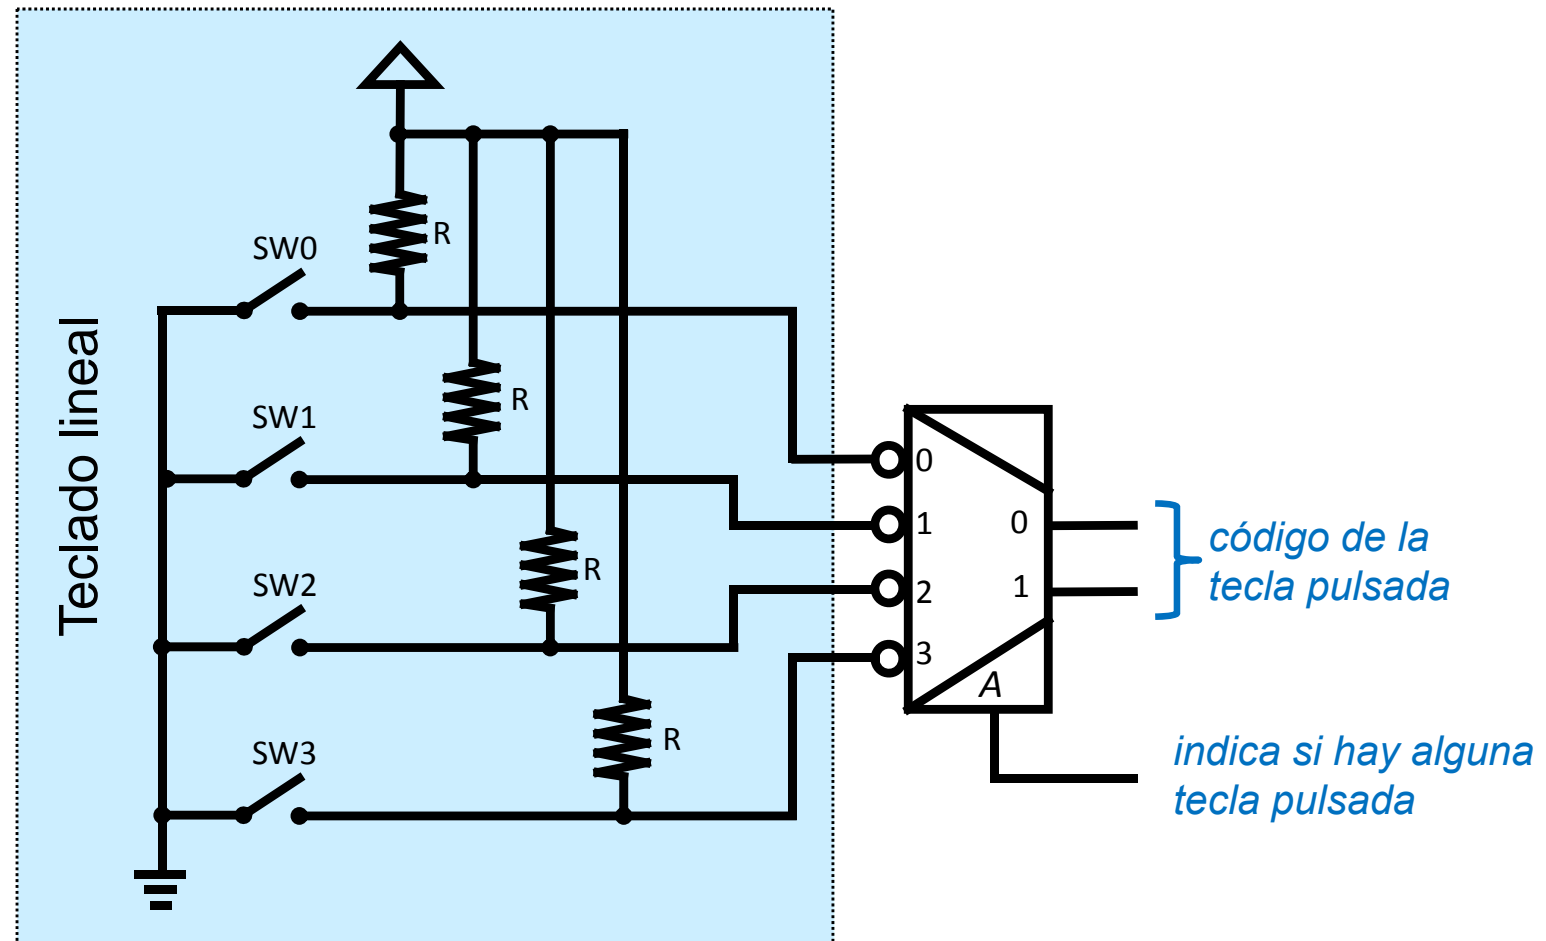 Teclado lineal
SW0
R
SW1
R
SW2
R
SW3
R
0
1
2
3
0
1
A
código de la
tecla pulsada
indica si hay alguna
tecla pulsada